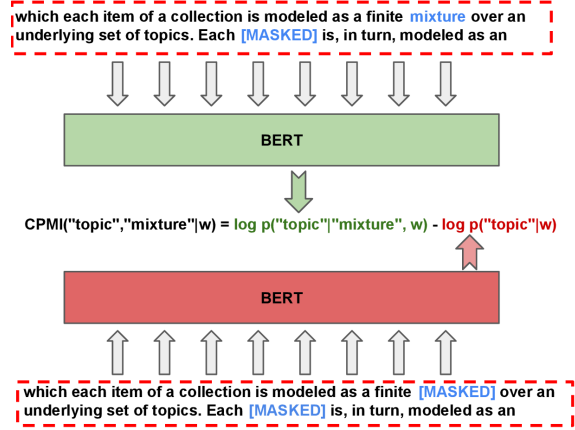 which each item of a collection is modeled as a finite mixture over an
underlying set of topics. Each [MASKED] is, in turn, modeled as an
BERT
CPMI("topic","mixture"|w) = log p("topic"|"mixture", w) - log p("topic"|w)
BERT
which each item of a collection is modeled as a finite [MASKED] over an
underlying set of topics. Each [MASKED] is, in turn, modeled as an